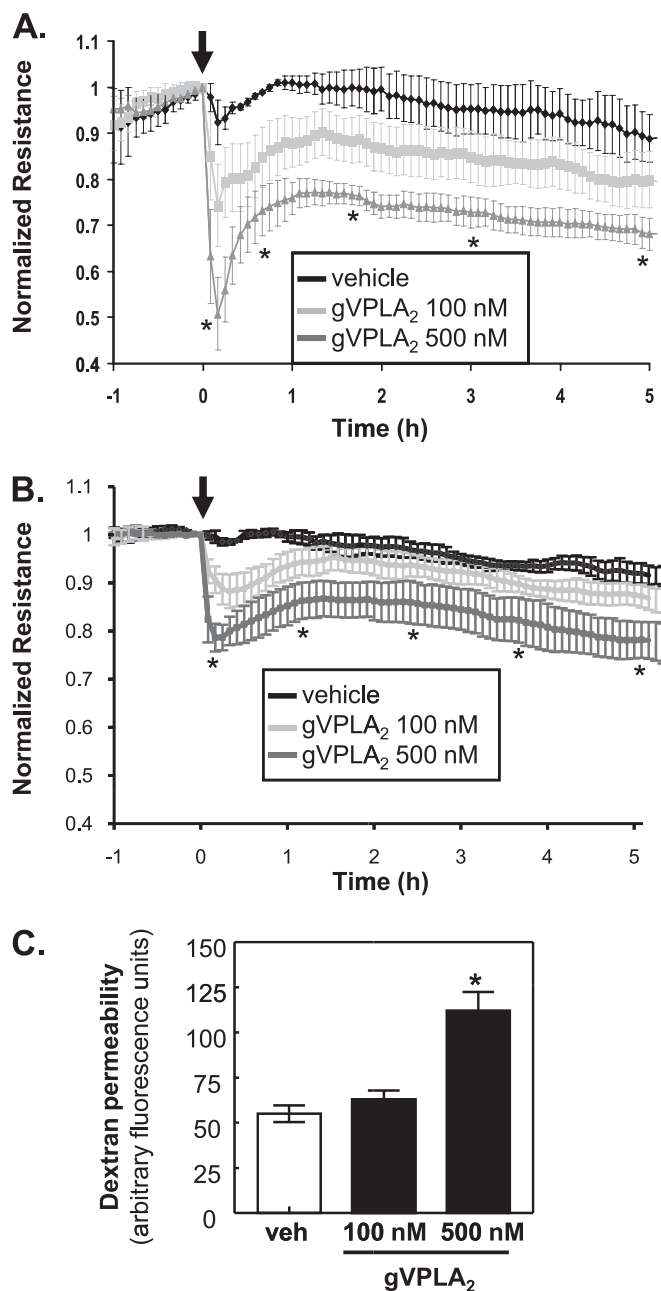 A.
Normalized Resistance
1.1
1
0.9
0.8
0.7
0.6
0.5
0.4
*
*
*
*
*
vehicle
gVPLA₂ 100 nM
gVPLA₂ 500 nM
-1 0 1 2 3 4 5
Time (h)
B.
Normalized Resistance
1.1
1
0.9
0.8
0.7
0.6
0.5
0.4
*
*
*
*
*
vehicle
gVPLA₂ 100 nM
gVPLA₂ 500 nM
-1 0 1 2 3 4 5
Time (h)
C.
Dextran permeability
(arbitrary fluorescence units)
150
125
100
75
50
25
0
*
veh 100 nM 500 nM
gVPLA₂